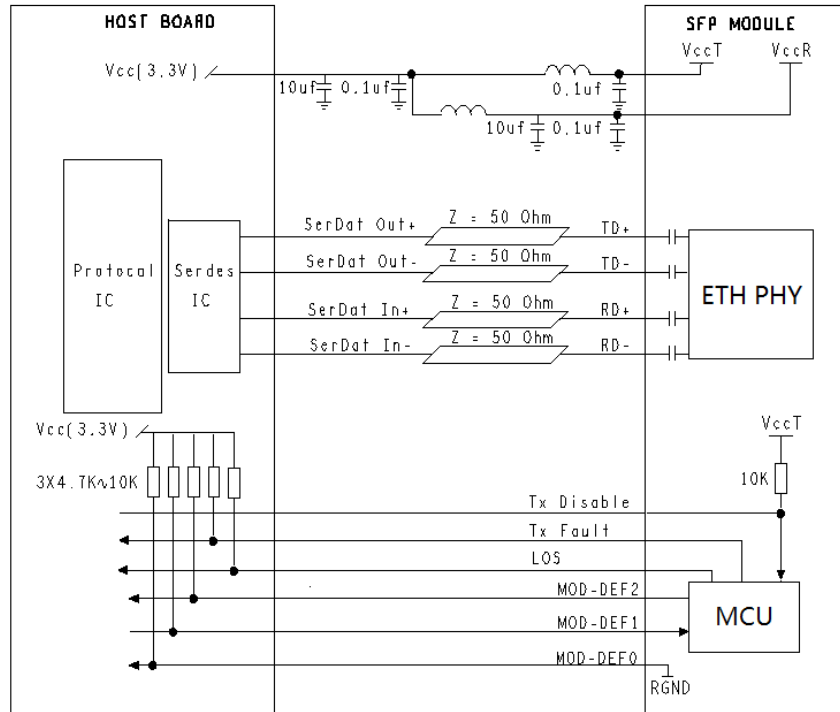 HOST BOARD
SFP MODULE
VccT
VccR
Vcc(3.3V)
10uf
0.1uf
0.1uf
10uf
0.1uf
SerDat Out+
Z = 50 Ohm
TD+
SerDat Out-
Z = 50 Ohm
TD-
Protocal
IC
Serdes
IC
ETH PHY
SerDat In+
Z = 50 Ohm
RD+
SerDat In-
Z = 50 Ohm
RD-
Vcc(3.3V)
VccT
3X4.7K∿10K
10K
Tx Disable
Tx Fault
LOS
MOD-DEF2
MCU
MOD-DEF1
MOD-DEF0
RGND